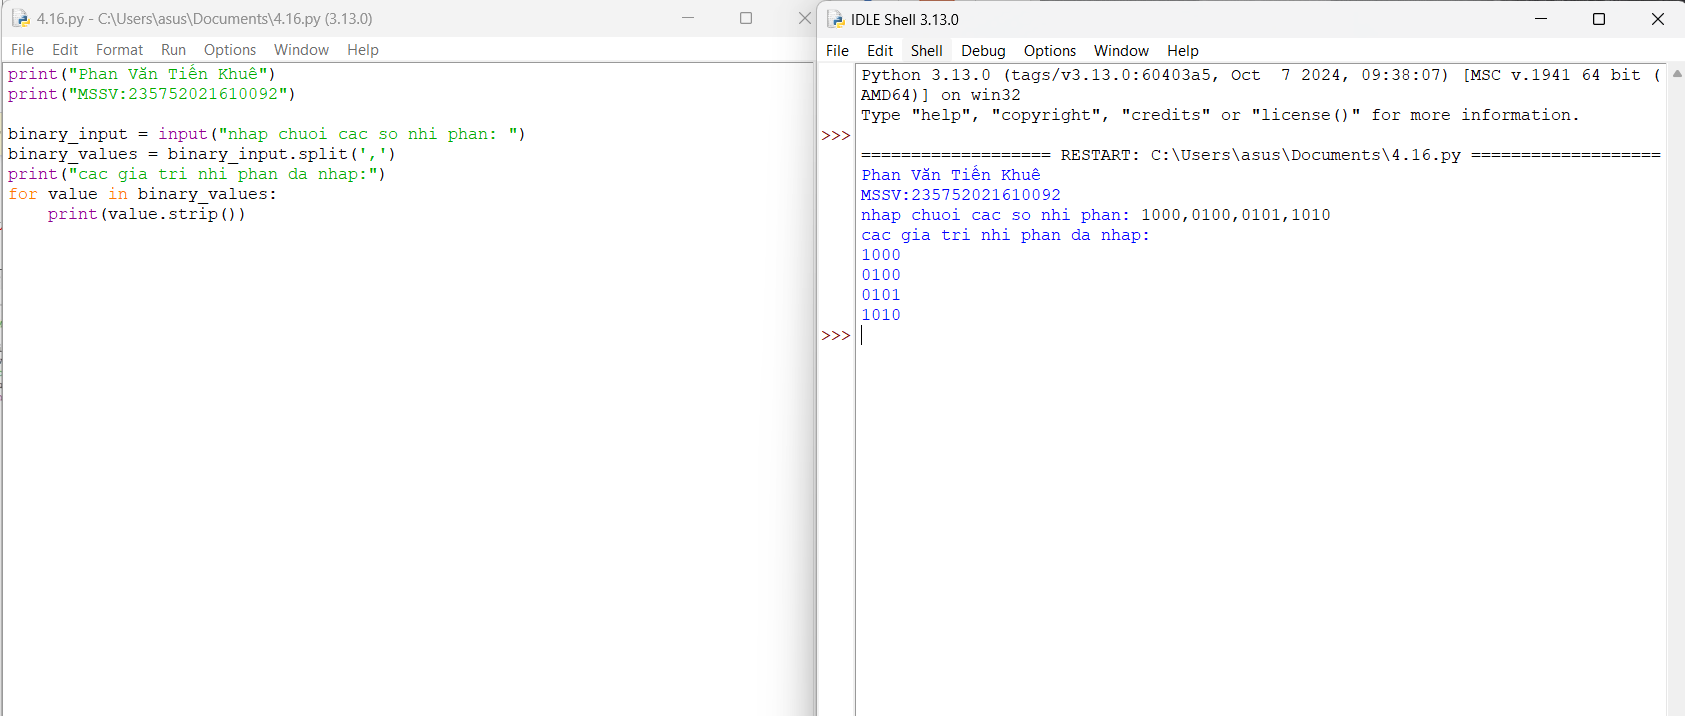 4.16.py - C:\Users\asus\Documents\4.16.py (3.13.0)
File Edit Format Run Options Window Help
print("Phan Văn Tiến Khuê")
print("MSSV:235752021610092")
binary_input = input("nhap chuoi cac so nhi phan: ")
binary_values = binary_input.split(',')
print("cac gia tri nhi phan da nhap:")
for value in binary_values:
    print(value.strip())
IDLE Shell 3.13.0
File Edit Shell Debug Options Window Help
Python 3.13.0 (tags/v3.13.0:60403a5, Oct  7 2024, 09:38:07) [MSC v.1941 64 bit (
AMD64)] on win32
Type "help", "copyright", "credits" or "license()" for more information.
>>>
=================== RESTART: C:\Users\asus\Documents\4.16.py ===================
Phan Văn Tiến Khuê
MSSV:235752021610092
nhap chuoi cac so nhi phan: 1000,0100,0101,1010
cac gia tri nhi phan da nhap:
1000
0100
0101
1010
>>>